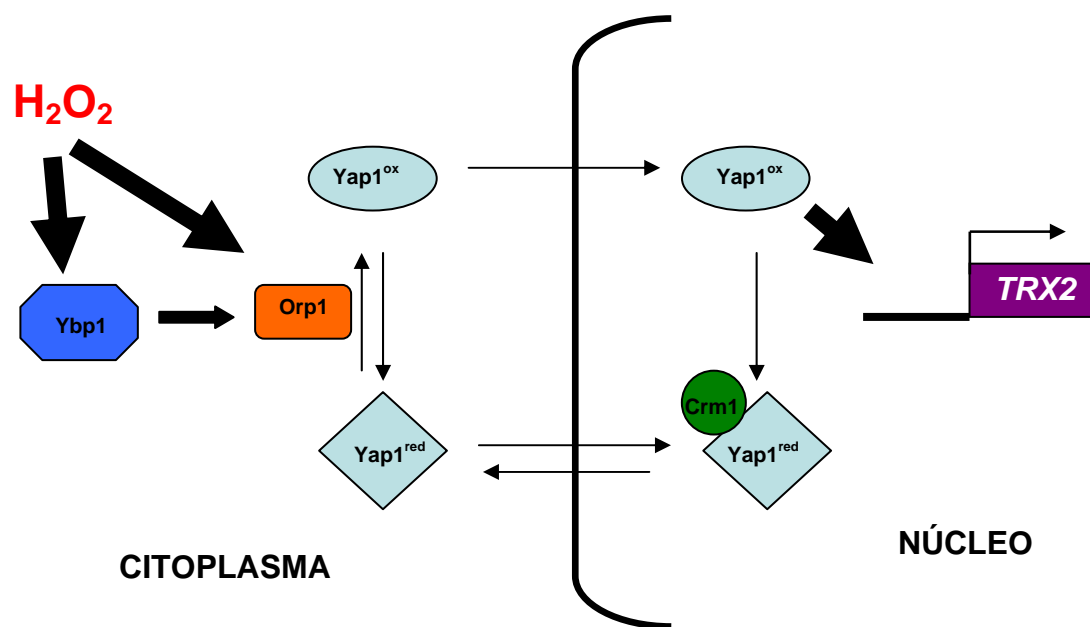 H₂O₂
Yap1ᵒˣ
Yap1ᵒˣ
Ybp1
Orp1
TRX2
Crm1
Yap1ʳᵉᵈ
Yap1ʳᵉᵈ
CITOPLASMA
NÚCLEO